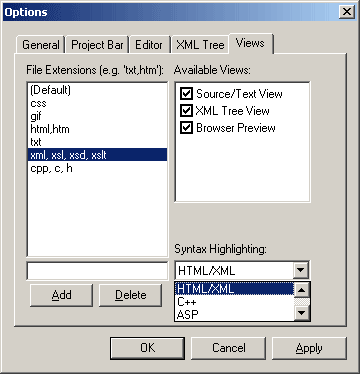 Options
General Project Bar Editor XML Tree Views
File Extensions (e.g. 'txt,htm'):
(Default)
css
gif
html,htm
txt
xml, xsl, xsd, xslt
cpp, c, h
Add Delete
Available Views:
Source/Text View
XML Tree View
Browser Preview
Syntax Highlighting:
HTML/XML
HTML/XML
C++
ASP
OK Cancel Apply